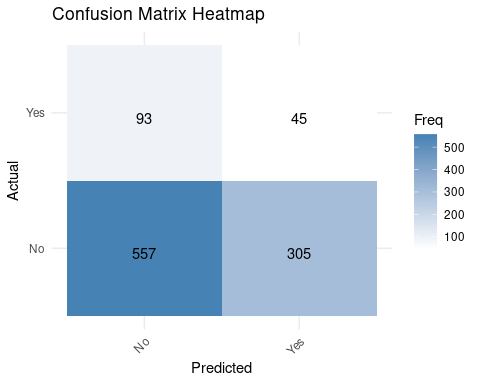 Confusion Matrix Heatmap
Actual
Yes
93
45
No
557
305
No
Yes
Predicted
Freq
500
400
300
200
100